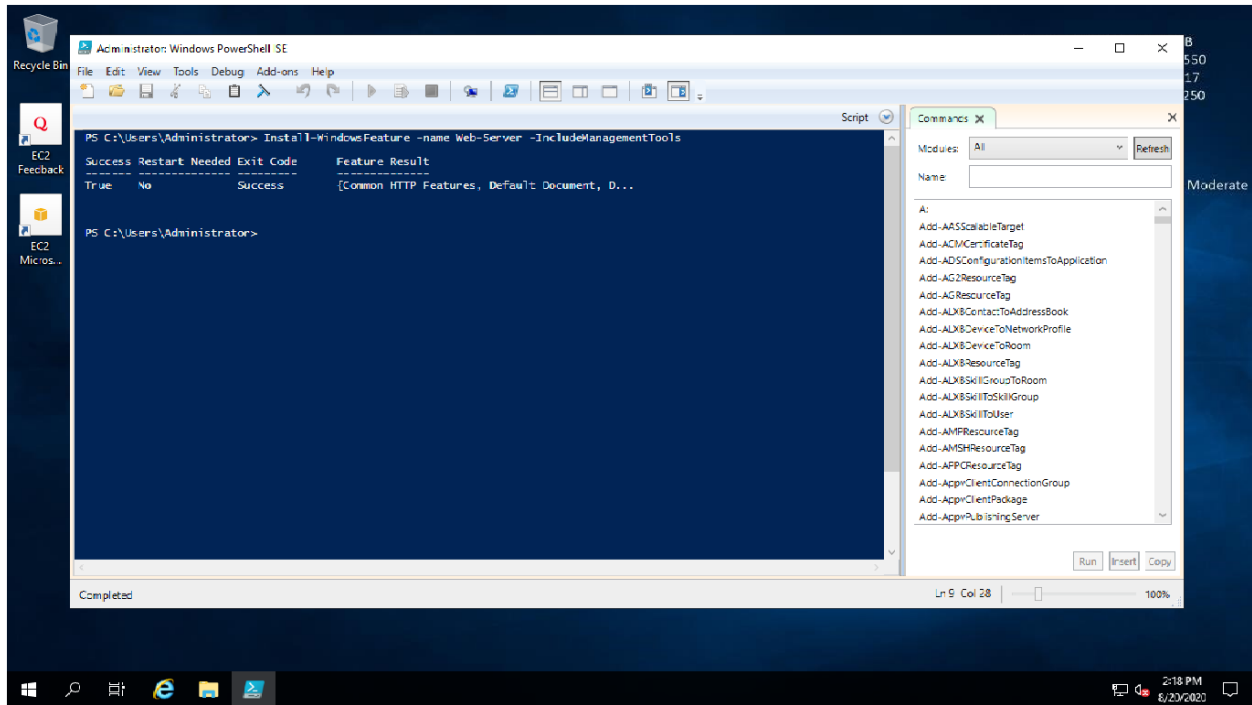 Recycle Bin
EC2
Feedback
EC2
Micros...
Administrator: Windows PowerShell ISE
File Edit View Tools Debug Add-ons Help
Script
PS C:\Users\Administrator> Install-WindowsFeature -name Web-Server -IncludeManagementTools
Success Restart Needed Exit Code Feature Result
------- -------------- --------- --------------
True No Success {Common HTTP Features, Default Document, D...
PS C:\Users\Administrator>
Completed
Ln 9 Col 28
100%
Commands
Modules: All Refresh
Name:
A:
Add-AASScalableTarget
Add-ACMCertificateTag
Add-ADSConfigurationItemsToApplication
Add-AG2ResourceTag
Add-AGResourceTag
Add-ALXBContactToAddressBook
Add-ALXBDeviceToNetworkProfile
Add-ALXBDeviceToRoom
Add-ALXBResourceTag
Add-ALXBSkillGroupToRoom
Add-ALXBSkillToSkillGroup
Add-ALXBSkillToUser
Add-AMPResourceTag
Add-AMSHResourceTag
Add-APPCResourceTag
Add-AppvClientConnectionGroup
Add-AppvClientPackage
Add-AppvPublishingServer
Run Insert Copy
B
550
17
250
Moderate
2:18 PM
8/20/2020